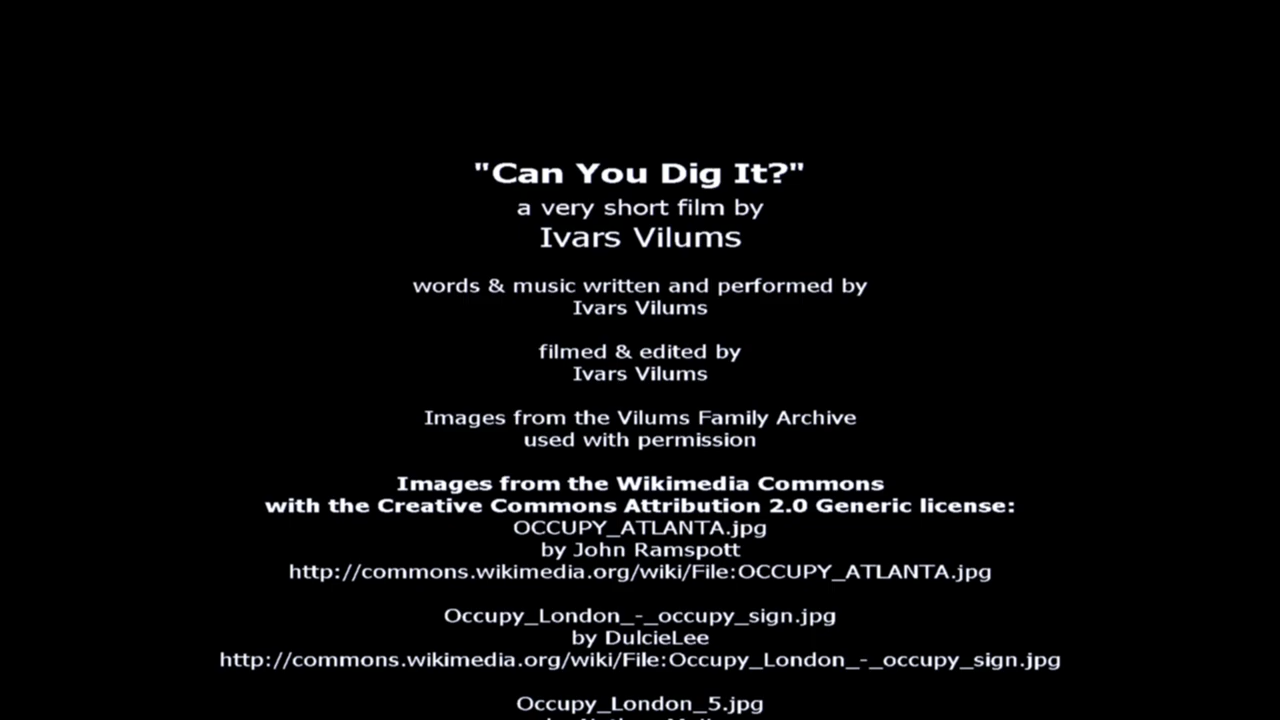 "Can You Dig It?"
a very short film by
Ivars Vilums
words & music written and performed by
Ivars Vilums
filmed & edited by
Ivars Vilums
Images from the Vilums Family Archive
used with permission
Images from the Wikimedia Commons
with the Creative Commons Attribution 2.0 Generic license:
OCCUPY_ATLANTA.jpg
by John Ramspott
http://commons.wikimedia.org/wiki/File:OCCUPY_ATLANTA.jpg
Occupy_London_-_occupy_sign.jpg
by DulcieLee
http://commons.wikimedia.org/wiki/File:Occupy_London_-_occupy_sign.jpg
Occupy_London_5.jpg